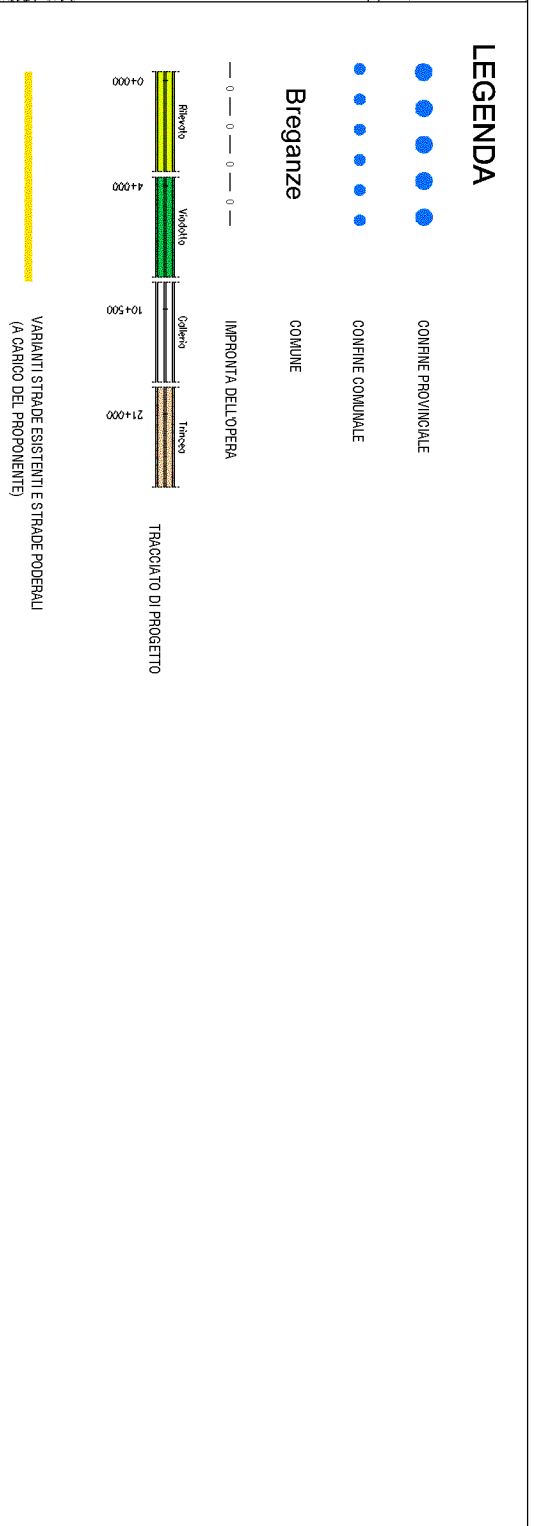 LEGENDA
CONFINE PROVINCIALE
CONFINE COMUNALE
Breganze
COMUNE
IMPRONTA DELL'OPERA
Rilevato
Viadotto
Galleria
Trincea
0+000
4+000
10+500
21+000
TRACCIATO DI PROGETTO
VARIANTI STRADE ESISTENTI E STRADE PODERALI
(A CARICO DEL PROPONENTE)